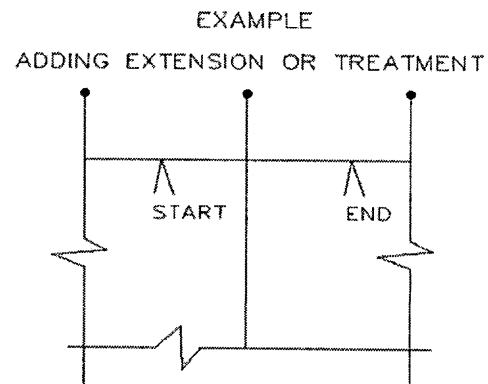 EXAMPLE
ADDING EXTENSION OR TREATMENT
START
END